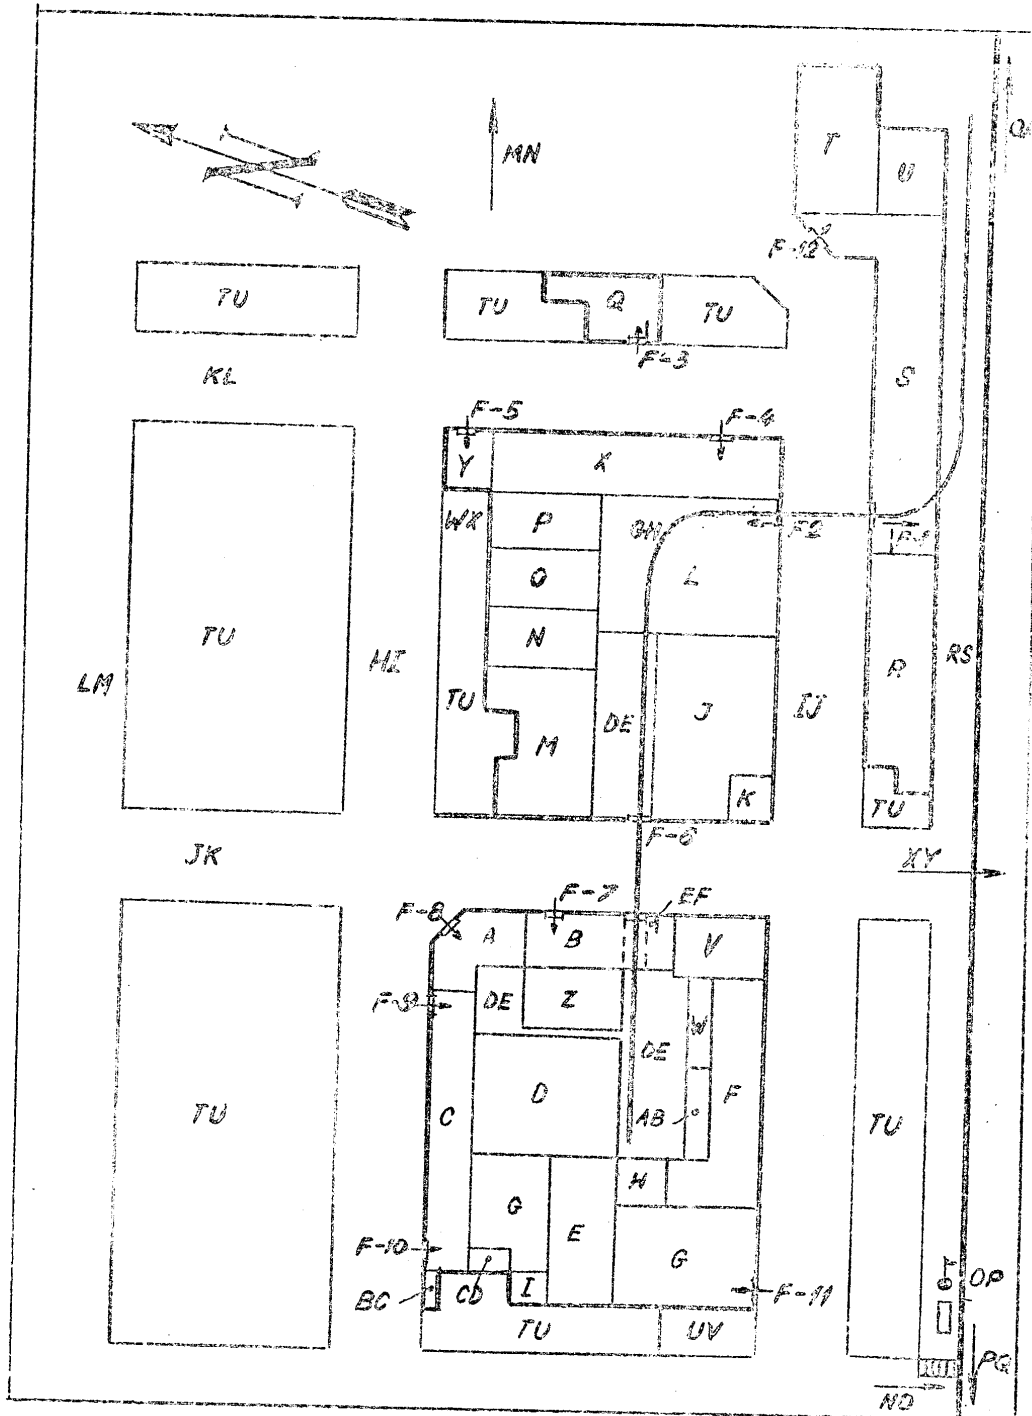 MN
T
U
F-12
TU
TU
Q
TU
F-3
KL
S
F-5
F-4
Y
X
WX
P
GH
F-2
F-1
O
L
TU
N
HI
LM
TU
DE
J
IJ
R
RS
M
K
TU
F-6
JK
XY
F-7
EF
F-8
A
B
V
F-9
DE
Z
DE
W
TU
C
D
AB
F
TU
H
G
E
G
F-10
CD
I
F-11
BC
TU
UV
OP
PQ
NO